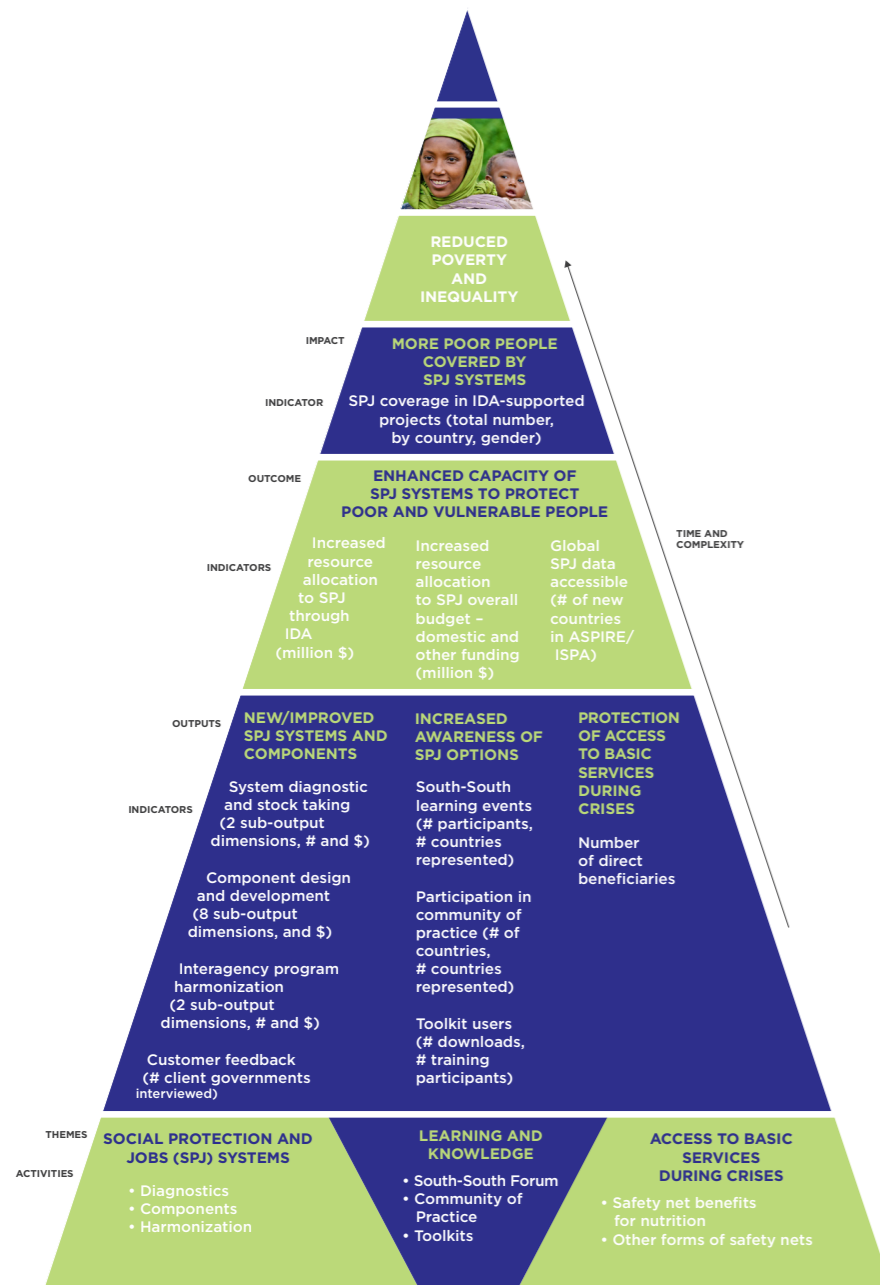 REDUCED
POVERTY
AND
INEQUALITY
IMPACT
MORE POOR PEOPLE
COVERED BY
SPJ SYSTEMS
INDICATOR
SPJ coverage in IDA-supported
projects (total number,
by country, gender)
OUTCOME
ENHANCED CAPACITY OF
SPJ SYSTEMS TO PROTECT
POOR AND VULNERABLE PEOPLE
INDICATORS
Increased
resource
allocation
to SPJ
through
IDA
(million $)
Increased
resource
allocation
to SPJ overall
budget –
domestic and
other funding
(million $)
Global
SPJ data
accessible
(# of new
countries
in ASPIRE/
ISPA)
TIME AND
COMPLEXITY
OUTPUTS
NEW/IMPROVED
SPJ SYSTEMS AND
COMPONENTS
INDICATORS
System diagnostic
and stock taking
(2 sub-output
dimensions, # and $)
Component design
and development
(8 sub-output
dimensions, and $)
Interagency program
harmonization
(2 sub-output
dimensions, # and $)
Customer feedback
(# client governments
interviewed)
INCREASED
AWARENESS OF
SPJ OPTIONS
South-South
learning events
(# participants,
# countries
represented)
Participation in
community of
practice (# of
countries,
# countries
represented)
Toolkit users
(# downloads,
# training
participants)
PROTECTION
OF ACCESS
TO BASIC
SERVICES
DURING
CRISES
Number
of direct
beneficiaries
THEMES
SOCIAL PROTECTION AND
JOBS (SPJ) SYSTEMS
ACTIVITIES
• Diagnostics
• Components
• Harmonization
LEARNING AND
KNOWLEDGE
• South-South Forum
• Community of
Practice
• Toolkits
ACCESS TO BASIC
SERVICES
DURING CRISES
• Safety net benefits
for nutrition
• Other forms of safety nets